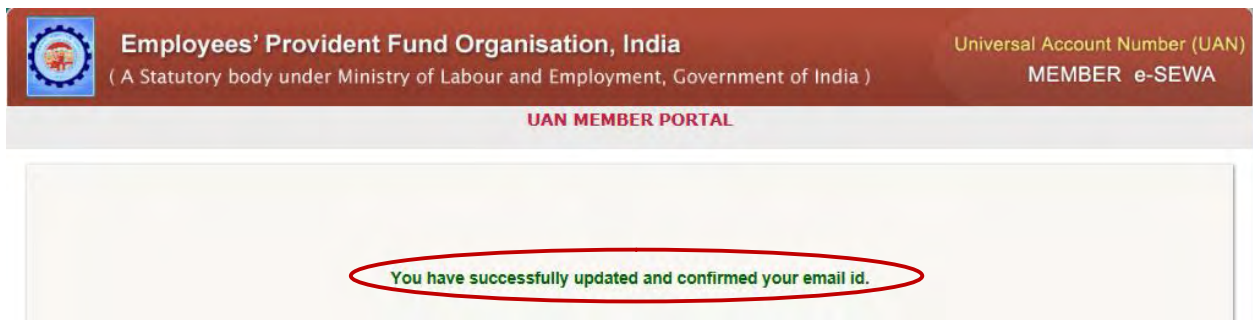 Employees' Provident Fund Organisation, India
Universal Account Number (UAN)
( A Statutory body under Ministry of Labour and Employment, Government of India )
MEMBER e-SEWA
UAN MEMBER PORTAL
You have successfully updated and confirmed your email id.